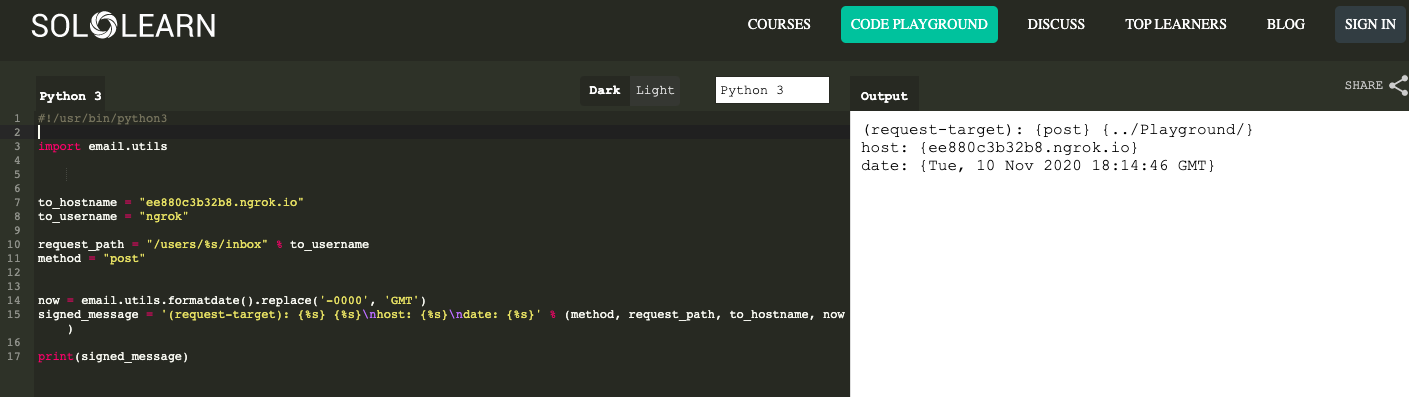 SOLOLEARN
COURSES
CODE PLAYGROUND
DISCUSS
TOP LEARNERS
BLOG
SIGN IN
Python 3
Dark
Light
Python 3
1 #!/usr/bin/python3
2
3 import email.utils
4
5
6
7 to_hostname = "ee880c3b32b8.ngrok.io"
8 to_username = "ngrok"
9
10 request_path = "/users/%s/inbox" % to_username
11 method = "post"
12
13
14 now = email.utils.formatdate().replace('-0000', 'GMT')
15 signed_message = '(request-target): {%s} {%s}\nhost: {%s}\ndate: {%s}' % (method, request_path, to_hostname, now
)
16
17 print(signed_message)
Output
SHARE
(request-target): {post} {../Playground/}
host: {ee880c3b32b8.ngrok.io}
date: {Tue, 10 Nov 2020 18:14:46 GMT}